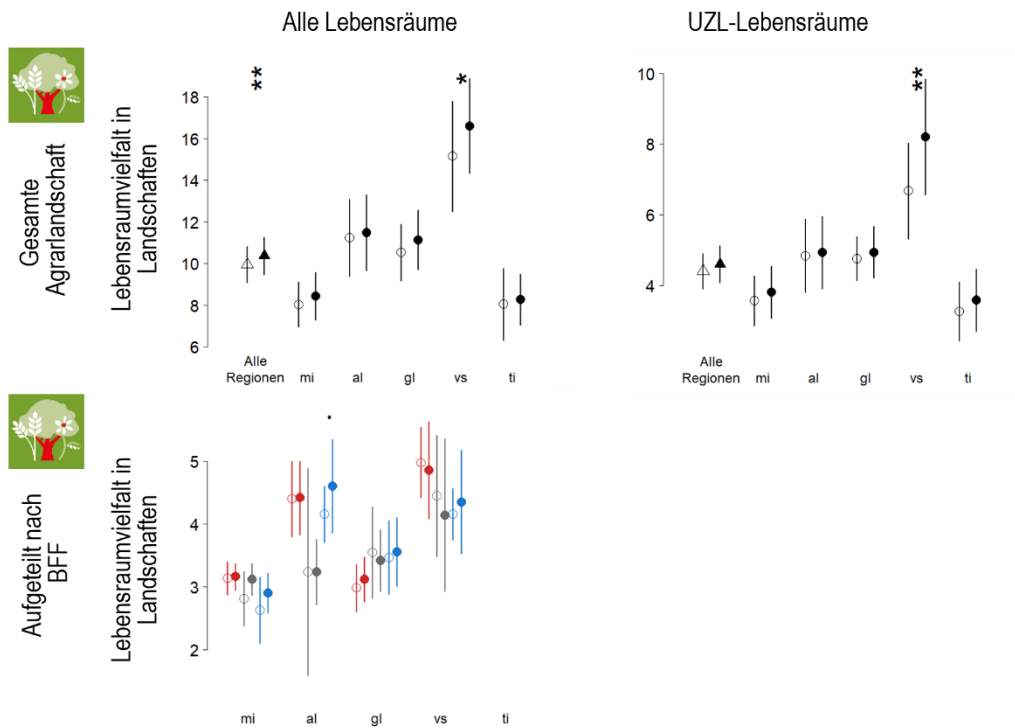 Alle Lebensräume
UZL-Lebensräume
Gesamte
Agrarlandschaft
Lebensraumvielfalt in
Landschaften
18
16
14
12
10
8
6
**
*
Alle
Regionen
mi
al
gl
vs
ti
10
8
6
4
**
Alle
Regionen
mi
al
gl
vs
ti
Aufgeteilt nach
BFF
Lebensraumvielfalt in
Landschaften
5
4
3
2
.
mi
al
gl
vs
ti